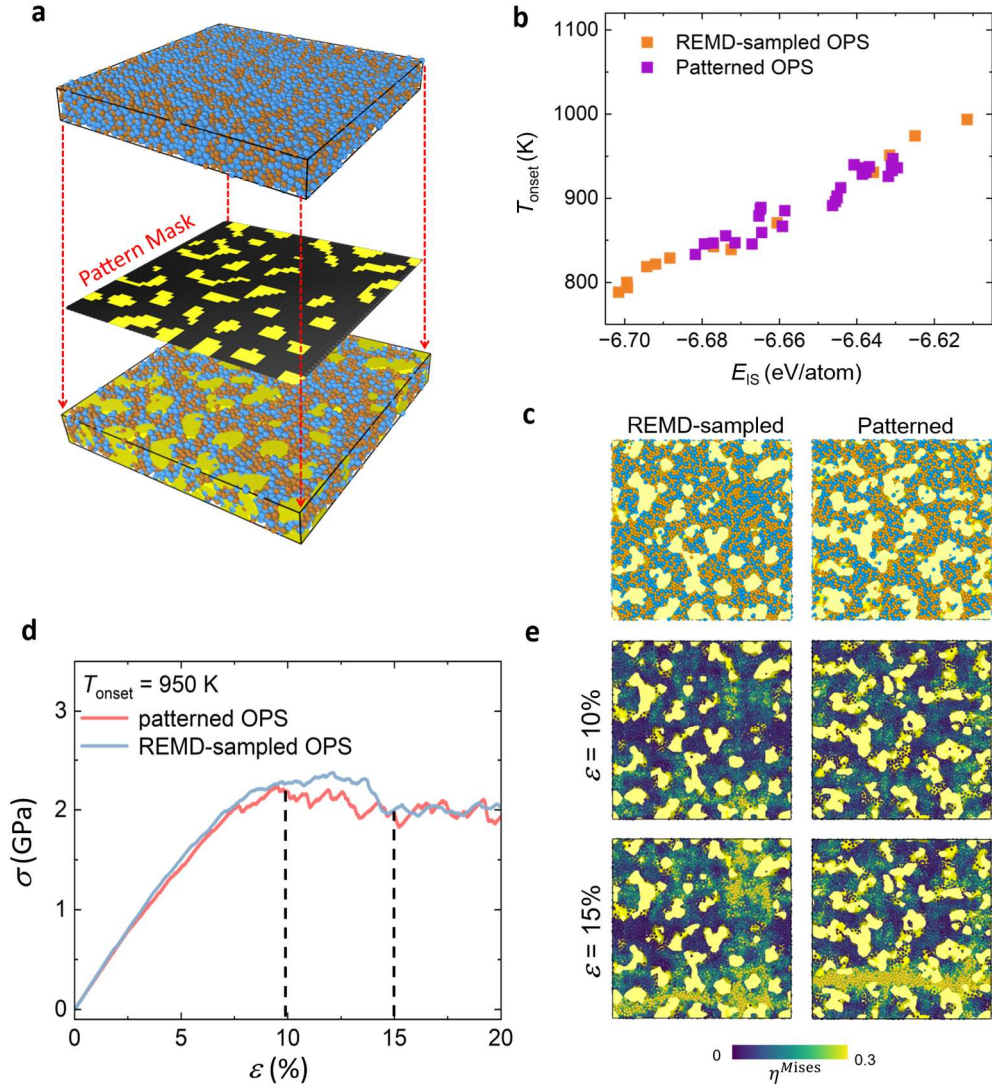 a
Pattern Mask
b
1100
1000
900
800
T_onset (K)
REMD-sampled OPS
Patterned OPS
−6.70
−6.68
−6.66
−6.64
−6.62
E_IS (eV/atom)
c
REMD-sampled
Patterned
d
T_onset = 950 K
patterned OPS
REMD-sampled OPS
3
2
1
0
σ (GPa)
0
5
10
15
20
ε (%)
e
ε = 10%
ε = 15%
0
0.3
η^Mises